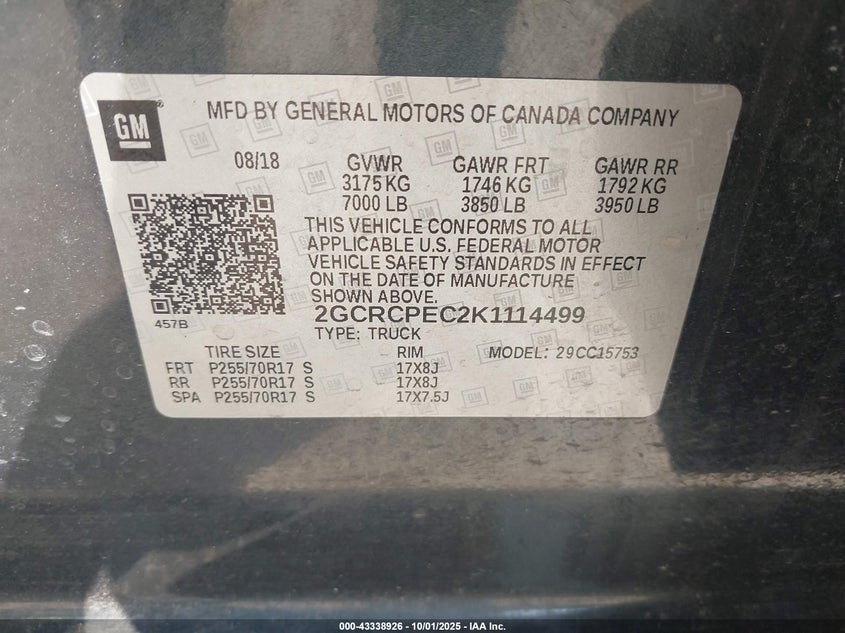 GM
MFD BY GENERAL MOTORS OF CANADA COMPANY
08/18 GVWR GAWR FRT GAWR RR
3175 KG 1746 KG 1792 KG
7000 LB 3850 LB 3950 LB
THIS VEHICLE CONFORMS TO ALL
APPLICABLE U.S. FEDERAL MOTOR
VEHICLE SAFETY STANDARDS IN EFFECT
ON THE DATE OF MANUFACTURE
SHOWN ABOVE.
457B
2GCRCPEC2K1114499
TYPE: TRUCK
TIRE SIZE RIM MODEL: 29CC15753
FRT P255/70R17 S 17X8J
RR P255/70R17 S 17X8J
SPA P255/70R17 S 17X7.5J
000-43338926 - 10/01/2025 - IAA Inc.